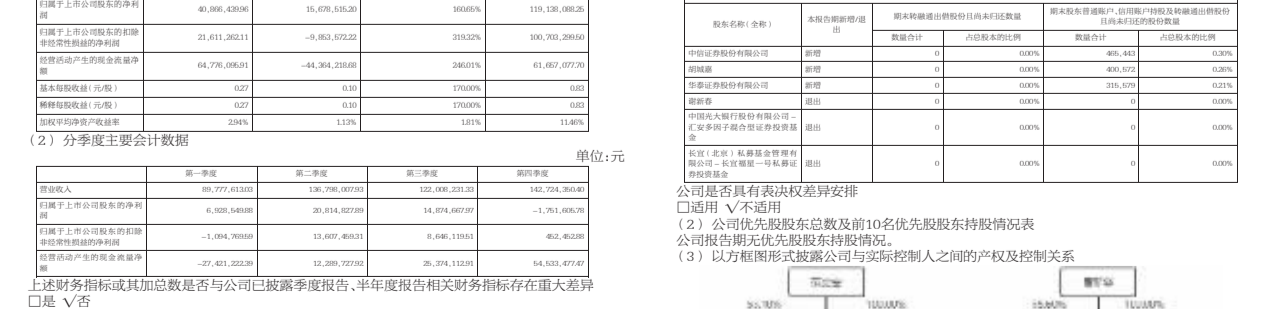 归属于上市公司股东的净利润 40,866,439.96 15,678,515.20 160.65% 119,138,088.25
归属于上市公司股东的扣除
非经常性损益的净利润 21,611,262.11 -9,853,572.22 319.32% 100,703,299.50
经营活动产生的现金流量净
额 64,776,095.91 -44,364,218.68 246.01% 61,657,077.70
基本每股收益(元/股) 0.27 0.10 170.00% 0.83
稀释每股收益(元/股) 0.27 0.10 170.00% 0.83
加权平均净资产收益率 2.94% 1.13% 1.81% 11.46%
(2)分季度主要会计数据
单位:元
第一季度 第二季度 第三季度 第四季度
营业收入 89,777,613.03 136,798,007.93 122,008,231.33 142,724,350.40
归属于上市公司股东的净利
润 6,928,549.88 20,814,827.89 14,874,667.97 -1,751,605.78
归属于上市公司股东的扣除
非经常性损益的净利
润 -1,094,769.59 13,607,459.31 8,646,119.51 452,452.88
经营活动产生的现金流量净
额 -27,421,222.39 12,289,727.92 25,374,112.91 54,533,477.47
上述财务指标或其加总数是否与公司已披露季度报告、半年度报告相关财务指标存在重大差异
□是 √否
股东名称(全称) 本报告期新增/退
出 期末转融通出借股份且尚未归还数量 期末股东普通账户、信用账户持股及转融通出借股份
且尚未归还的股份数量
数量合计 占总股本的比例 数量合计 占总股本的比例
中信证券股份有限公司 新增 0 0.00% 465,443 0.30%
胡城嘉 新增 0 0.00% 400,572 0.26%
华泰证券股份有限公司 新增 0 0.00% 315,579 0.21%
谢新春 退出 0 0.00% 0 0.00%
中国光大银行股份有限公司-
汇安多因子混合型证券投资基
金 退出 0 0.00% 0 0.00%
长宣(北京)私募基金管理有
限公司-长宣福星一号私募证
券投资基金 退出 0 0.00% 0 0.00%
公司是否具有表决权差异安排
□适用 √不适用
(2)公司优先股股东总数及前10名优先股股东持股情况表
公司报告期无优先股股东持股情况。
(3)以方框图形式披露公司与实际控制人之间的产权及控制关系
100.00% 100.00%